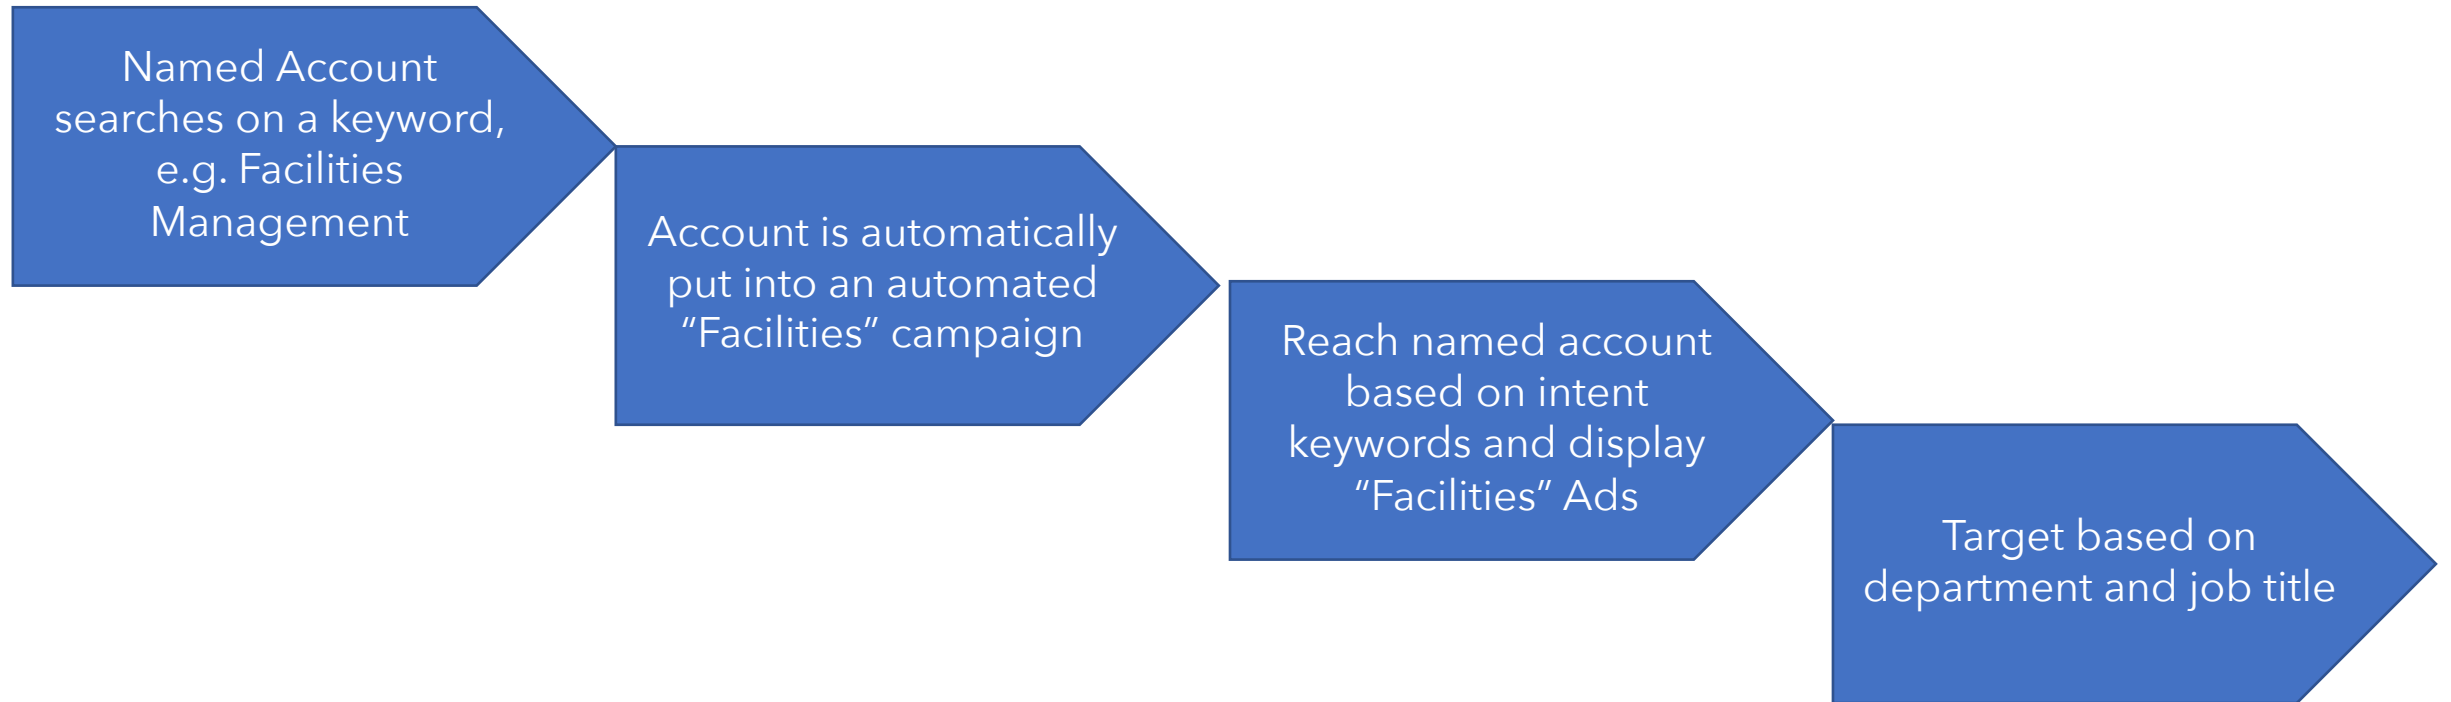 Named Account
searches on a keyword,
e.g. Facilities
Management
Account is automatically
put into an automated
“Facilities” campaign
Reach named account
based on intent
keywords and display
“Facilities” Ads
Target based on
department and job title